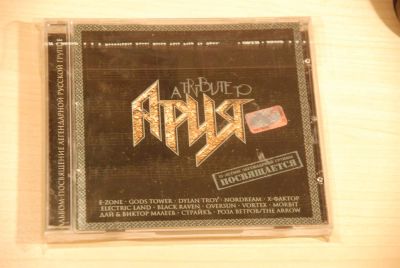 АЛЬБОМ-ПОСВЯЩЕНИЕ ЛЕГЕНДАРНОЙ РУССКОЙ ГРУППЕ
A TRIBUTE TO
АРИЯ
ПОСВЯЩАЕТСЯ
E-ZONE · GODS TOWER · DYLAN TROY · NORDREAM · X-ФАКТОР
ELECTRIC LAND · BLACK RAVEN · OVERSUN · VORTEX · MORBIT
ДАЙ & ВИКТОР МАЛЕЕВ · СТРАЙКЪ · РОЗА ВЕТРОВ/THE ARROW